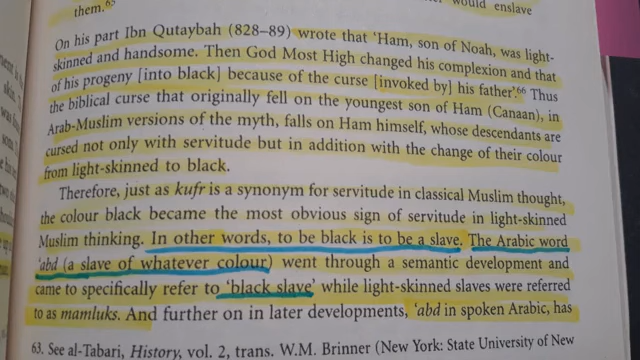 would enslave
them.⁶⁵
On his part Ibn Qutaybah (828–89) wrote that ‘Ham, son of Noah, was light-
skinned and handsome. Then God Most High changed his complexion and that
of his progeny [into black] because of the curse [invoked by] his father’.⁶⁶ Thus
the biblical curse that originally fell on the youngest son of Ham (Canaan), in
Arab-Muslim versions of the myth, falls on Ham himself, whose descendants are
cursed not only with servitude but in addition with the change of their colour
from light-skinned to black.
Therefore, just as kufr is a synonym for servitude in classical Muslim thought,
the colour black became the most obvious sign of servitude in light-skinned
Muslim thinking. In other words, to be black is to be a slave. The Arabic word
‘abd (a slave of whatever colour) went through a semantic development and
came to specifically refer to ‘black slave’ while light-skinned slaves were referred
to as mamluks. And further on in later developments, ‘abd in spoken Arabic, has
63. See al-Tabari, History, vol. 2, trans. W.M. Brinner (New York: State University of New